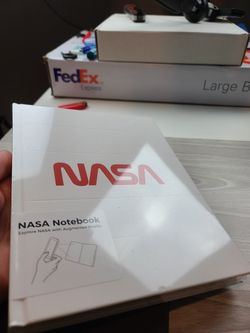 FedEx
Express
Large B
NASA
NASA Notebook
Explore NASA with Augmented Reality